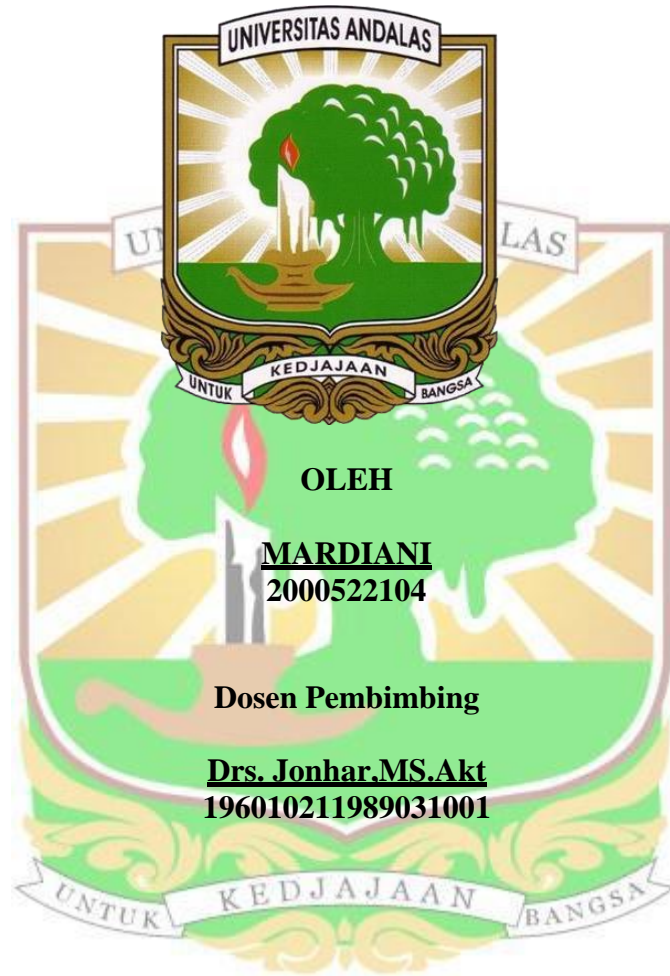 UNIVERSITAS ANDALAS
UNTUK KEDJAJAAN BANGSA
OLEH
MARDIANI
2000522104
Dosen Pembimbing
Drs. Jonhar,MS.Akt
196010211989031001
UNTUK KEDJAJAAN BANGSA